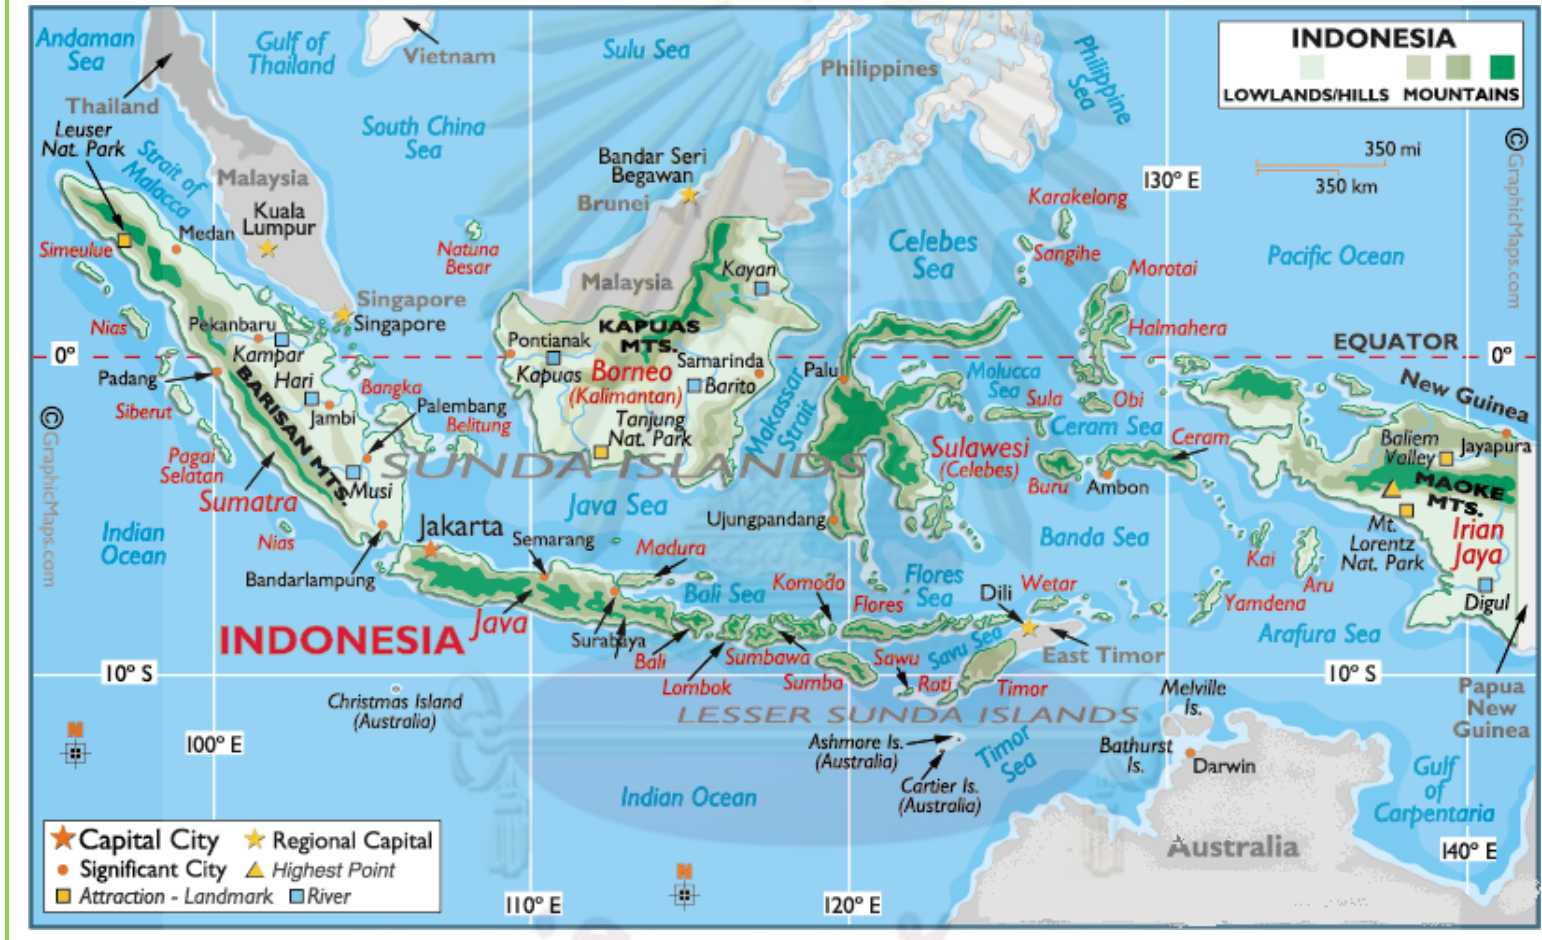 Andaman
Sea
Gulf of
Thailand
Vietnam
Sulu Sea
Philippines
Philippine
Sea
INDONESIA
LOWLANDS/HILLS MOUNTAINS
Thailand
Leuser
Nat. Park
Strait of
Malacca
South China
Sea
350 mi
350 km
© GraphicMaps.com
Malaysia
Kuala
Lumpur
Bandar Seri
Begawan
Brunei
130° E
Karakelong
Simeulue
Medan
Natuna
Besar
Celebes
Sea
Sangihe
Pacific Ocean
Morotai
Malaysia
Kayan
Nias
Pekanbaru
Singapore
Singapore
KAPUAS
MTS.
Halmahera
EQUATOR
0°
Kampar
Pontianak
Samarinda
0°
Padang
Hari
Kapuas
Borneo
(Kalimantan)
Barito
Palu
Molucca
Sea
New Guinea
Siberut
BARISAN MTS.
Jambi
Bangka
Palembang
Belitung
Tanjung
Nat. Park
Makassar
Strait
Sula
Obi
Ceram Sea
Ceram
Baliem
Valley
Jayapura
© GraphicMaps.com
Pagai
Selatan
Sumatra
Musi
SUNDA ISLANDS
Sulawesi
(Celebes)
Buru
Ambon
MAOKE
MTS.
Indian
Ocean
Nias
Jakarta
Semarang
Java Sea
Ujungpandang
Banda Sea
Kai
Aru
Mt.
Lorentz
Nat. Park
Irian
Jaya
Bandarlampung
Madura
Bali Sea
Komodo
Flores
Flores
Sea
Dili
Wetar
Yamdena
Digul
INDONESIA
Java
Surabaya
Bali
Lombok
Sumbawa
Sumba
Sawu
Savu Sea
Roti
Timor
East Timor
Arafura Sea
10° S
10° S
Christmas Island
(Australia)
LESSER SUNDA ISLANDS
Melville
Is.
Papua
New
Guinea
N
100° E
Ashmore Is.
(Australia)
Cartier Is.
(Australia)
Timor
Sea
Bathurst
Is.
Darwin
Indian Ocean
Gulf
of
Carpentaria
Capital City
Regional Capital
Significant City
Highest Point
Attraction - Landmark
River
N
Australia
140° E
110° E
120° E